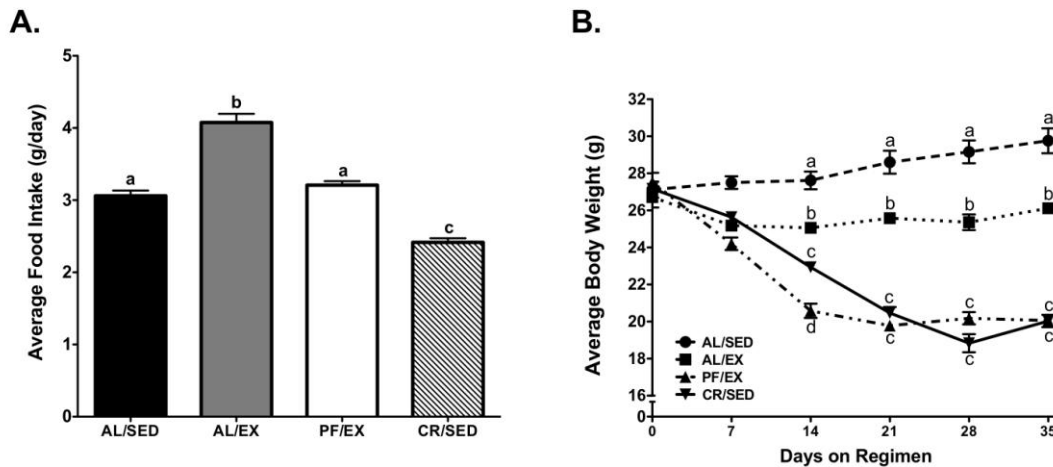 A.
Average Food Intake (g/day)
5
4
3
2
1
0
a
b
a
c
AL/SED AL/EX PF/EX CR/SED
B.
Average Body Weight (g)
32
30
28
26
24
22
20
18
16
0
a a a a
b b b b
c c c c
d c c c
AL/SED
AL/EX
PF/EX
CR/SED
0 7 14 21 28 35
Days on Regimen